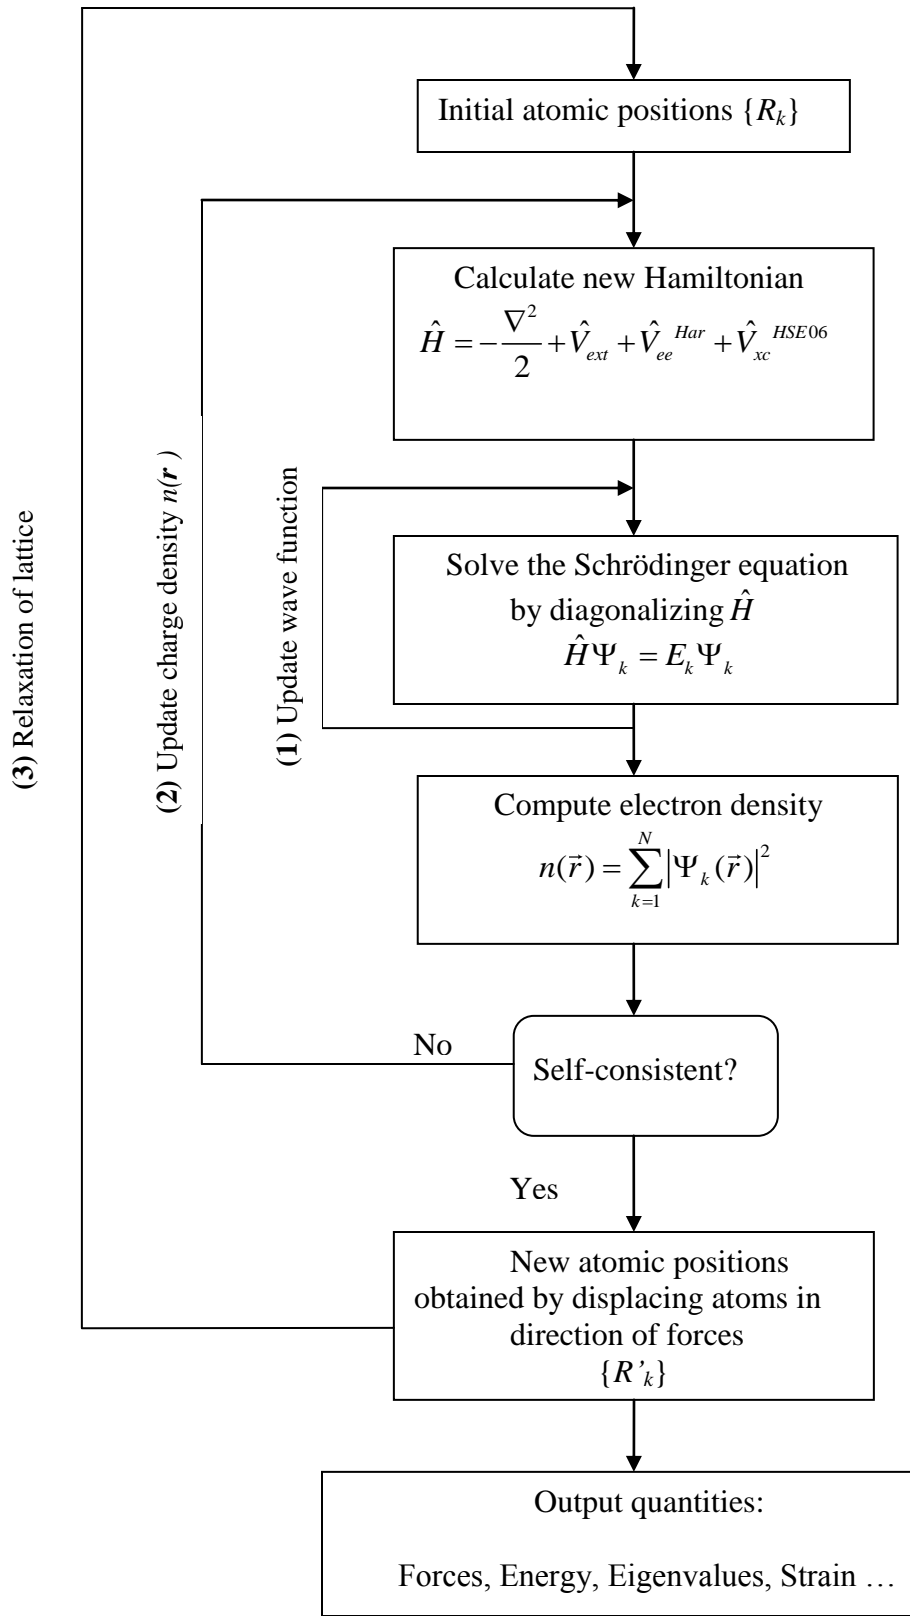 Initial atomic positions {R_k}
Calculate new Hamiltonian
Ĥ = −∇²/2 + V̂_ext + V̂_ee^Har + V̂_xc^HSE06
(3) Relaxation of lattice
(2) Update charge density n(r )
(1) Update wave function
Solve the Schrödinger equation
by diagonalizing Ĥ
ĤΨ_k = E_kΨ_k
Compute electron density
n(r⃗) = ∑_{k=1}^{N} |Ψ_k(r⃗)|²
No
Self-consistent?
Yes
New atomic positions
obtained by displacing atoms in
direction of forces
{R’_k}
Output quantities:
Forces, Energy, Eigenvalues, Strain …